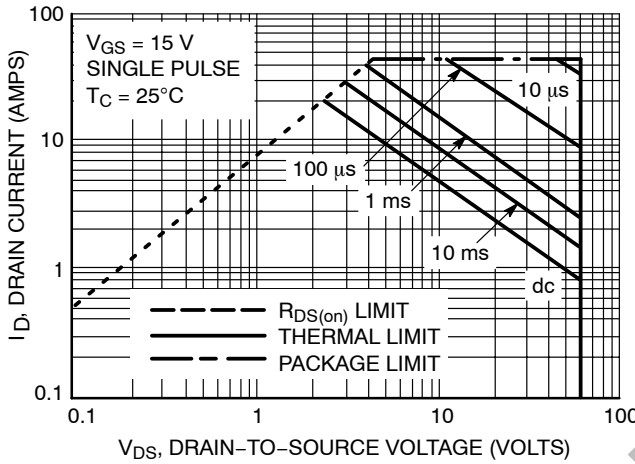 100
10
1
0.1
I_D, DRAIN CURRENT (AMPS)
V_GS = 15 V
SINGLE PULSE
T_C = 25°C
10 μs
100 μs
1 ms
10 ms
dc
R_DS(on) LIMIT
THERMAL LIMIT
PACKAGE LIMIT
0.1 1 10 100
V_DS, DRAIN−TO−SOURCE VOLTAGE (VOLTS)